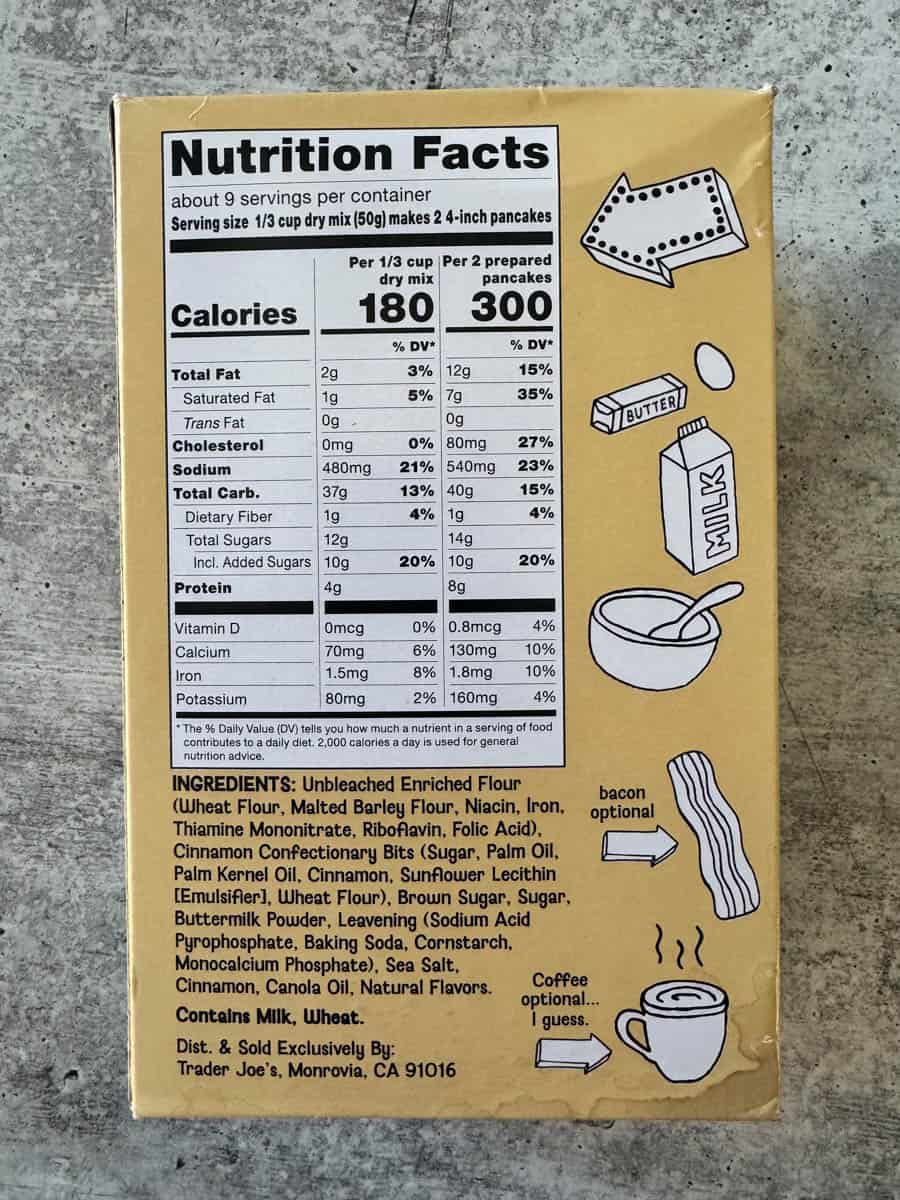 Nutrition Facts
about 9 servings per container
Serving size 1/3 cup dry mix (50g) makes 2 4-inch pancakes
Per 1/3 cup dry mix Per 2 prepared pancakes
Calories 180 300
% DV* % DV*
Total Fat 2g 3% 12g 15%
Saturated Fat 1g 5% 7g 35%
Trans Fat 0g 0g
Cholesterol 0mg 0% 80mg 27%
Sodium 480mg 21% 540mg 23%
Total Carb. 37g 13% 40g 15%
Dietary Fiber 1g 4% 1g 4%
Total Sugars 12g 14g
Incl. Added Sugars 10g 20% 10g 20%
Protein 4g 8g
Vitamin D 0mcg 0% 0.8mcg 4%
Calcium 70mg 6% 130mg 10%
Iron 1.5mg 8% 1.8mg 10%
Potassium 80mg 2% 160mg 4%
* The % Daily Value (DV) tells you how much a nutrient in a serving of food
contributes to a daily diet. 2,000 calories a day is used for general
nutrition advice.
INGREDIENTS: Unbleached Enriched Flour
(Wheat Flour, Malted Barley Flour, Niacin, Iron,
Thiamine Mononitrate, Riboflavin, Folic Acid),
Cinnamon Confectionary Bits (Sugar, Palm Oil,
Palm Kernel Oil, Cinnamon, Sunflower Lecithin
[Emulsifier], Wheat Flour), Brown Sugar, Sugar,
Buttermilk Powder, Leavening (Sodium Acid
Pyrophosphate, Baking Soda, Cornstarch,
Monocalcium Phosphate), Sea Salt,
Cinnamon, Canola Oil, Natural Flavors.
Contains Milk, Wheat.
Dist. & Sold Exclusively By:
Trader Joe's, Monrovia, CA 91016
BUTTER
MILK
bacon
optional
Coffee
optional...
I guess.